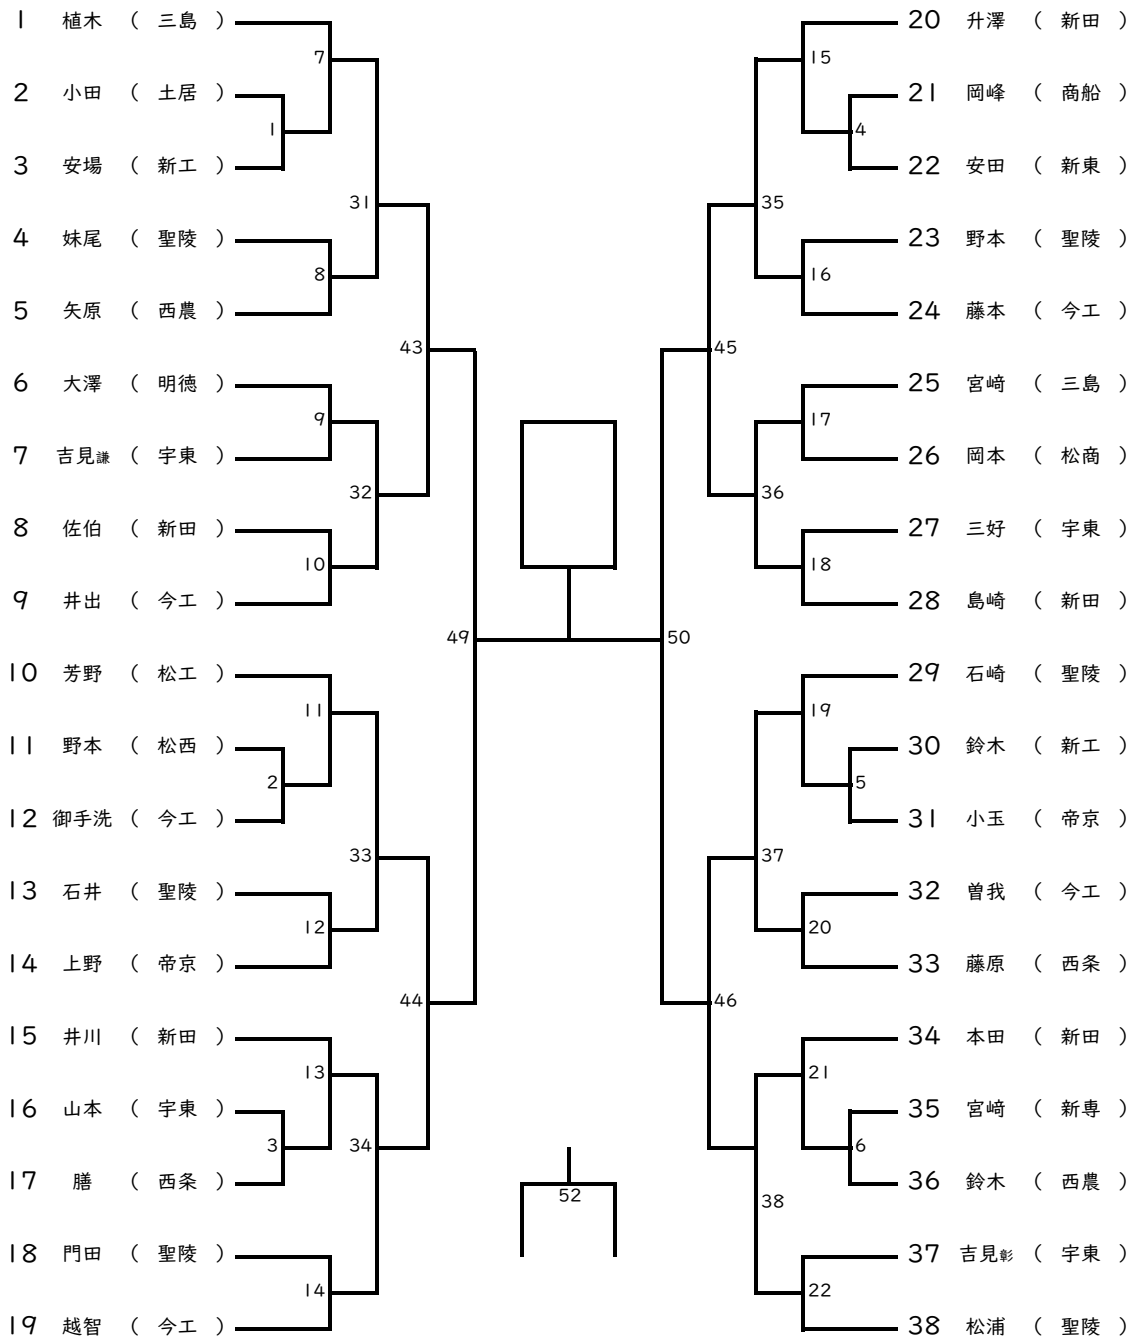 1 植木 ( 三島 )
7
2 小田 ( 土居 )
1
3 安場 ( 新工 )
31
4 妹尾 ( 聖陵 )
8
5 矢原 ( 西農 )
43
6 大澤 ( 明徳 )
9
7 吉見謙 ( 宇東 )
32
8 佐伯 ( 新田 )
10
9 井出 ( 今工 )
49
10 芳野 ( 松工 )
11
11 野本 ( 松西 )
2
12 御手洗 ( 今工 )
33
13 石井 ( 聖陵 )
12
14 上野 ( 帝京 )
44
15 井川 ( 新田 )
13
16 山本 ( 宇東 )
3 34
17 膳 ( 西条 )
18 門田 ( 聖陵 )
14
19 越智 ( 今工 )
52
20 升澤 ( 新田 )
15
21 岡峰 ( 商船 )
4
22 安田 ( 新東 )
35
23 野本 ( 聖陵 )
16
24 藤本 ( 今工 )
45
25 宮﨑 ( 三島 )
17
26 岡本 ( 松商 )
36
27 三好 ( 宇東 )
18
28 島崎 ( 新田 )
50
29 石崎 ( 聖陵 )
19
30 鈴木 ( 新工 )
5
31 小玉 ( 帝京 )
37
32 曽我 ( 今工 )
20
33 藤原 ( 西条 )
46
34 本田 ( 新田 )
21
35 宮﨑 ( 新専 )
6
36 鈴木 ( 西農 )
38
37 吉見彰 ( 宇東 )
22
38 松浦 ( 聖陵 )